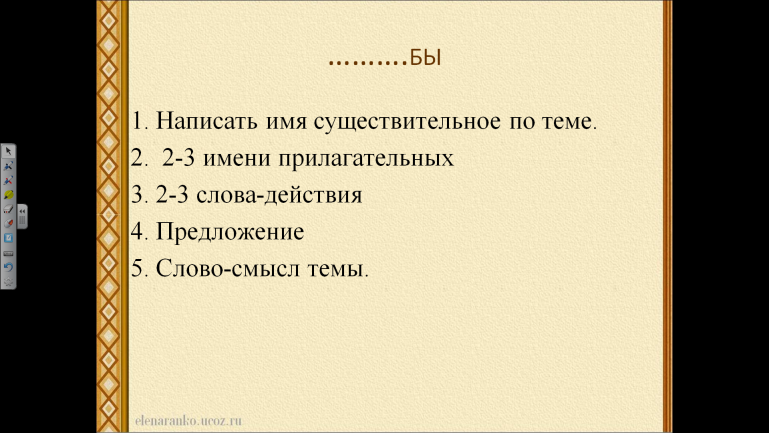 ..........БЫ
1. Написать имя существительное по теме.
2. 2-3 имени прилагательных
3. 2-3 слова-действия
4. Предложение
5. Слово-смысл темы.
elenaranko.ucoz.ru